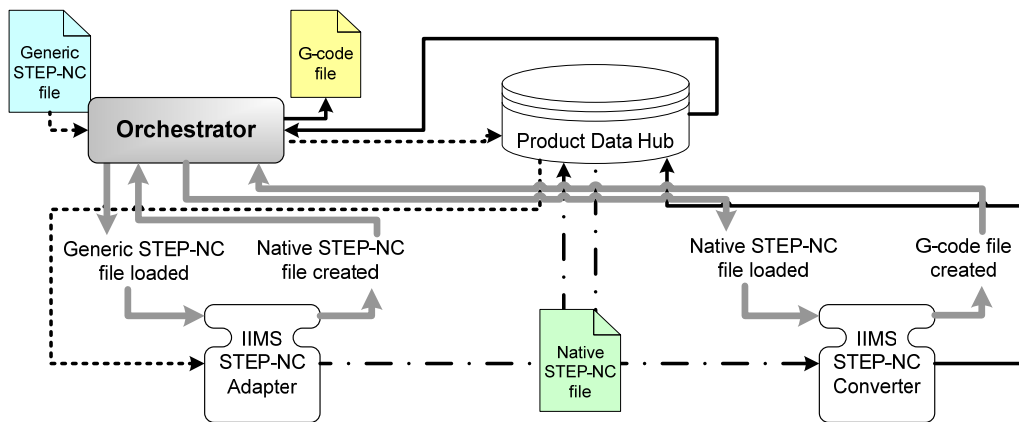 Generic
STEP-NC
file
G-code
file
Orchestrator
Product Data Hub
Generic STEP-NC
file loaded
Native STEP-NC
file created
Native STEP-NC
file loaded
G-code file
created
IIMS
STEP-NC
Adapter
Native
STEP-NC
file
IIMS
STEP-NC
Converter